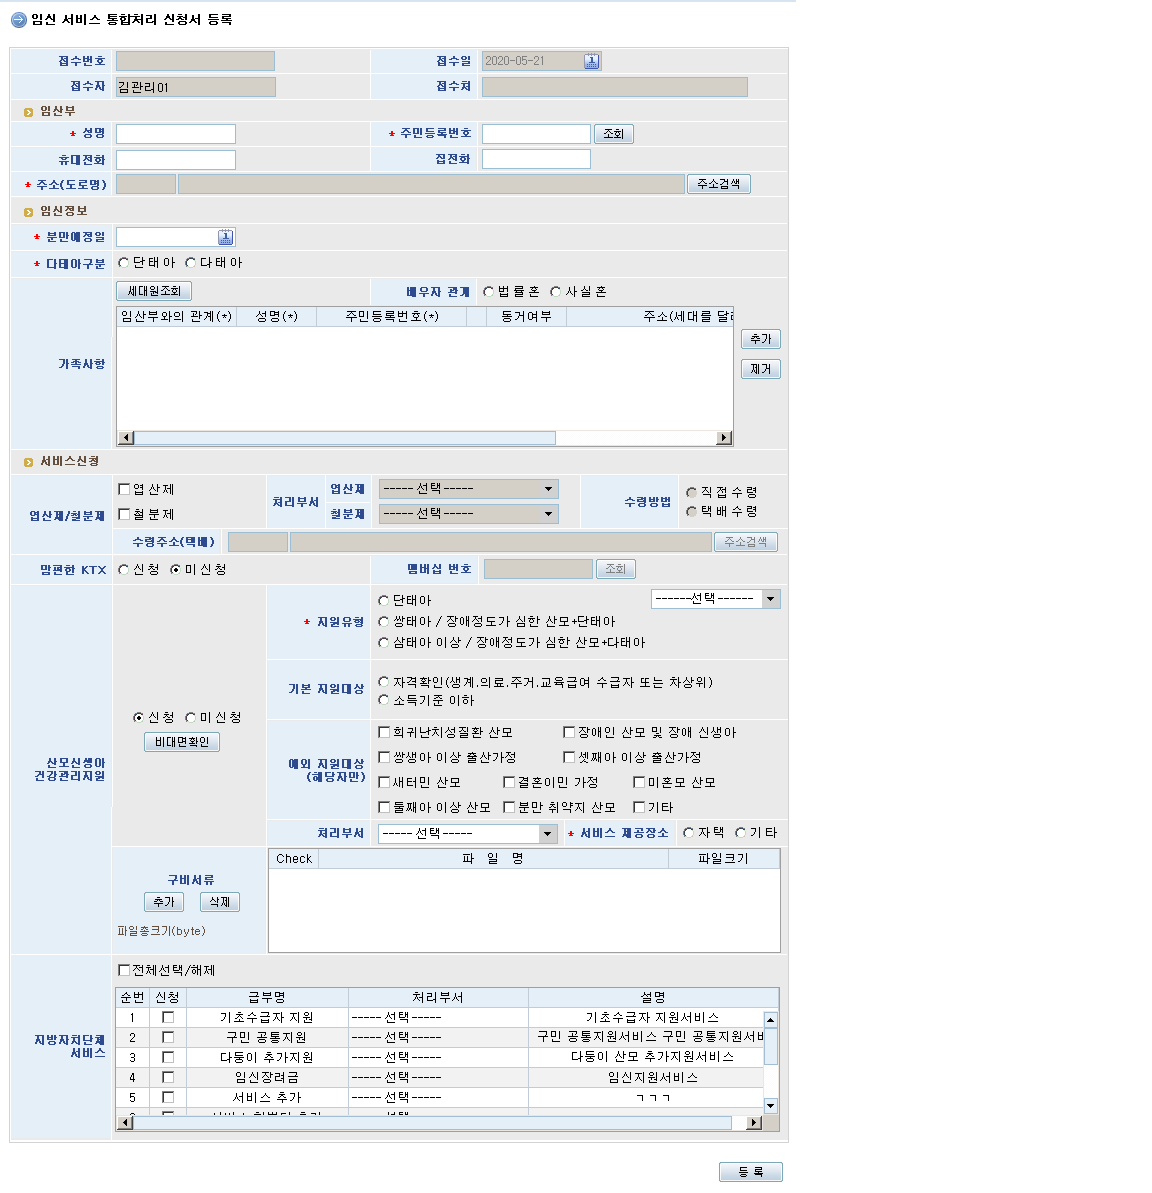 임신 서비스 통합처리 신청서 등록
접수번호 접수일 2020-05-21
접수자 김관리01 접수처
임산부
* 성명 * 주민등록번호 조회
휴대전화 집전화
* 주소(도로명) 주소검색
임신정보
* 분만예정일
* 다태아구분 단태아 다태아
세대원조회 배우자 관계 법률혼 사실혼
임산부와의 관계(*) 성명(*) 주민등록번호(*) 동거여부 주소(세대를 달리
추가
가족사항
제거
서비스신청
엽산제/철분제 엽산제 처리부서 엽산제 -----선택----- 수령방법 직접수령
철분제 철분제 -----선택----- 택배수령
수령주소(택배) 주소검색
맘편한 KTX 신청 미신청 멤버십 번호 조회
산모신생아
건강관리지원
신청 미신청
비대면확인
* 지원유형 단태아 ------선택------
쌍태아 / 장애정도가 심한 산모+단태아
삼태아 이상 / 장애정도가 심한 산모+다태아
기본 지원대상 자격확인(생계.의료.주거.교육급여 수급자 또는 차상위)
소득기준 이하
예외 지원대상
(해당자만)
희귀난치성질환 산모 장애인 산모 및 장애 신생아
쌍생아 이상 출산가정 셋째아 이상 출산가정
새터민 산모 결혼이민 가정 미혼모 산모
둘째아 이상 산모 분만 취약지 산모 기타
처리부서 -----선택----- * 서비스 제공장소 자택 기타
구비서류
추가 삭제
파일총크기(byte)
Check 파 일 명 파일크기
지방자치단체
서비스
전체선택/해제
순번 신청 급부명 처리부서 설명
1 기초수급자 지원 -----선택----- 기초수급자 지원서비스
2 구민 공통지원 -----선택----- 구민 공통지원서비스 구민 공통지원서비
3 다둥이 추가지원 -----선택----- 다둥이 산모 추가지원서비스
4 임신장려금 -----선택----- 임신지원서비스
5 서비스 추가 -----선택----- ㄱㄱㄱ
등 록